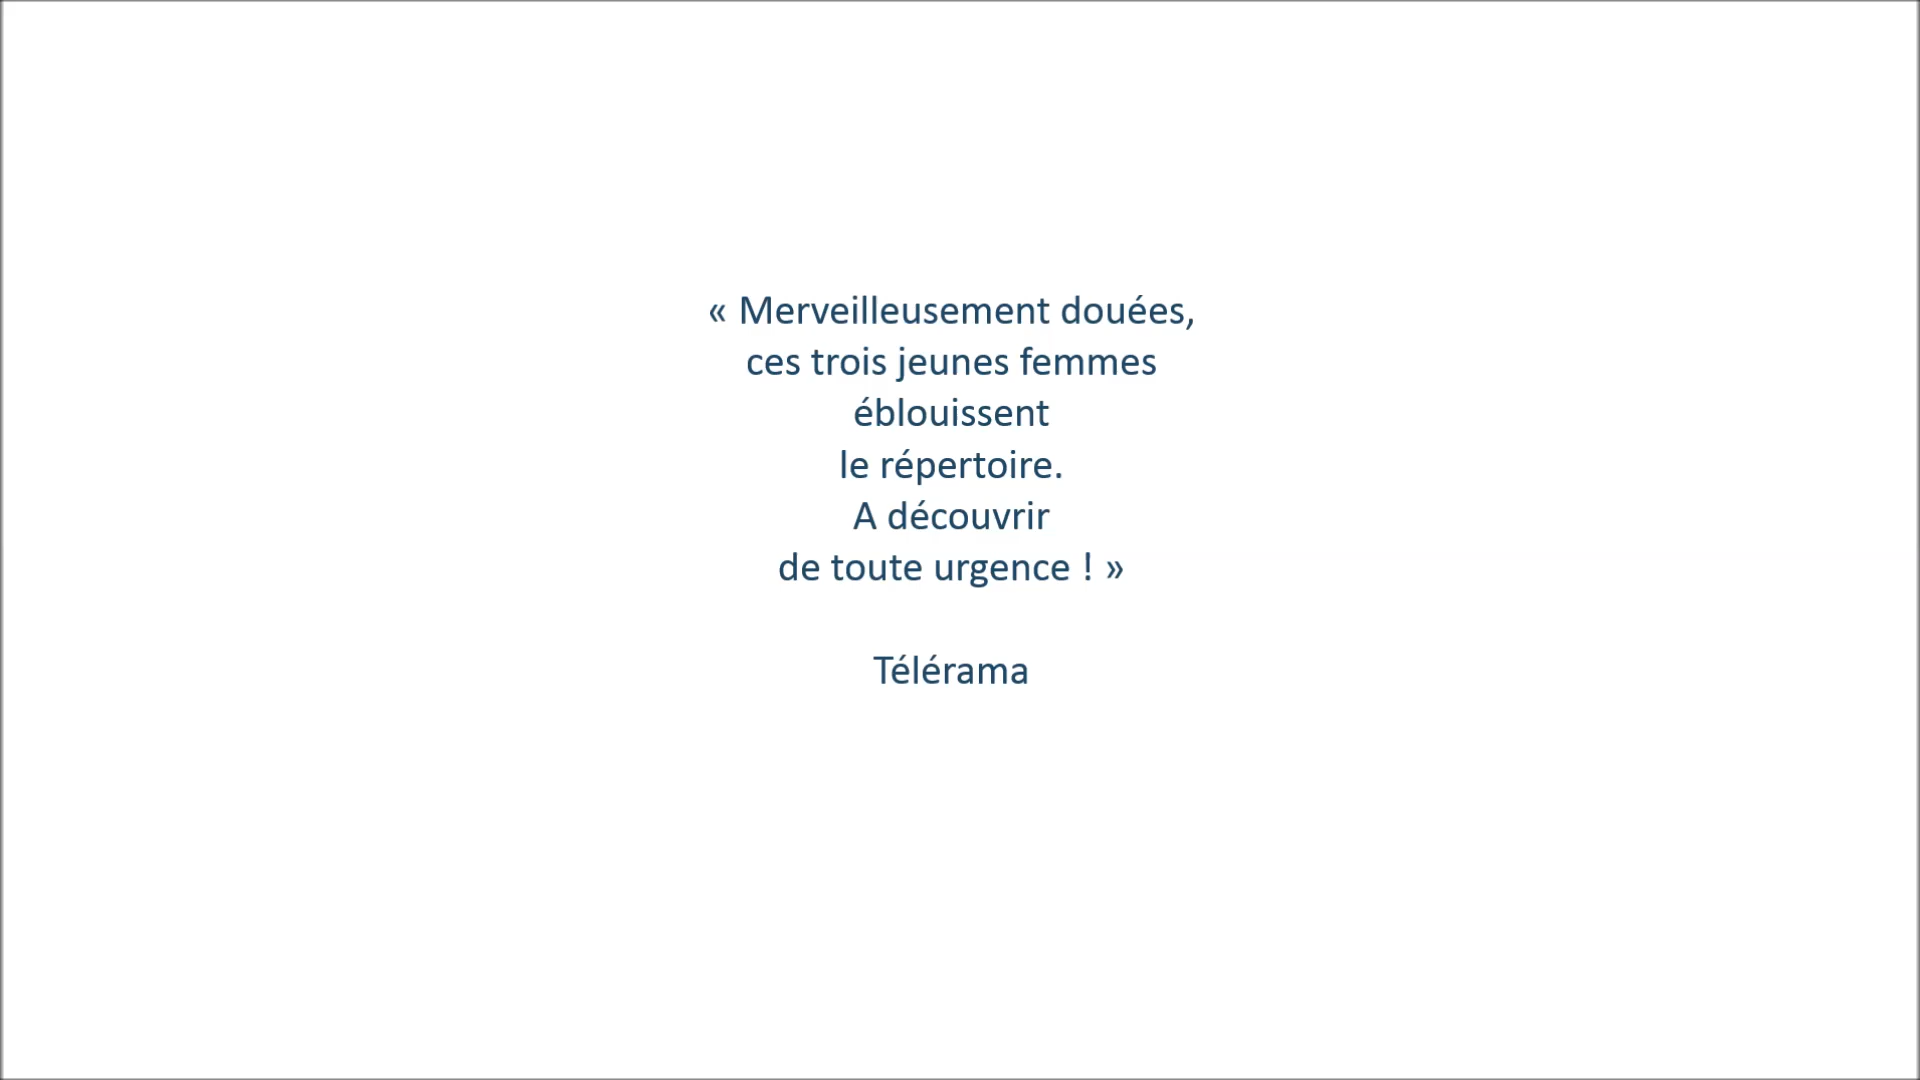 « Merveilleusement douées,
ces trois jeunes femmes
éblouissent
le répertoire.
A découvrir
de toute urgence ! »
Télérama